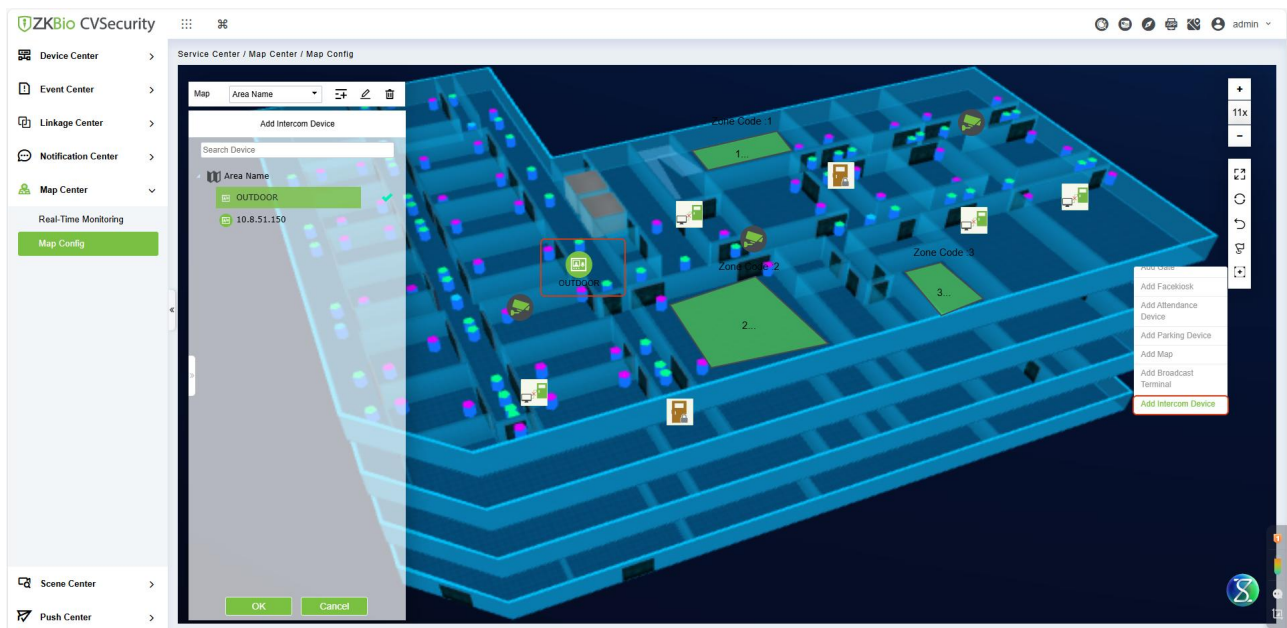 ZKBio CVSecurity
admin
Device Center
Event Center
Linkage Center
Notification Center
Map Center
Real-Time Monitoring
Map Config
Scene Center
Push Center
Service Center / Map Center / Map Config
Map
Area Name
Add Intercom Device
Search Device
Area Name
OUTDOOR
10.8.51.150
OK
Cancel
Zone Code :1
1...
OUTDOOR
Zone Code :2
2...
Zone Code :3
3...
+
11x
-
Add Gate
Add Facekiosk
Add Attendance
Device
Add Parking Device
Add Map
Add Broadcast
Terminal
Add Intercom Device